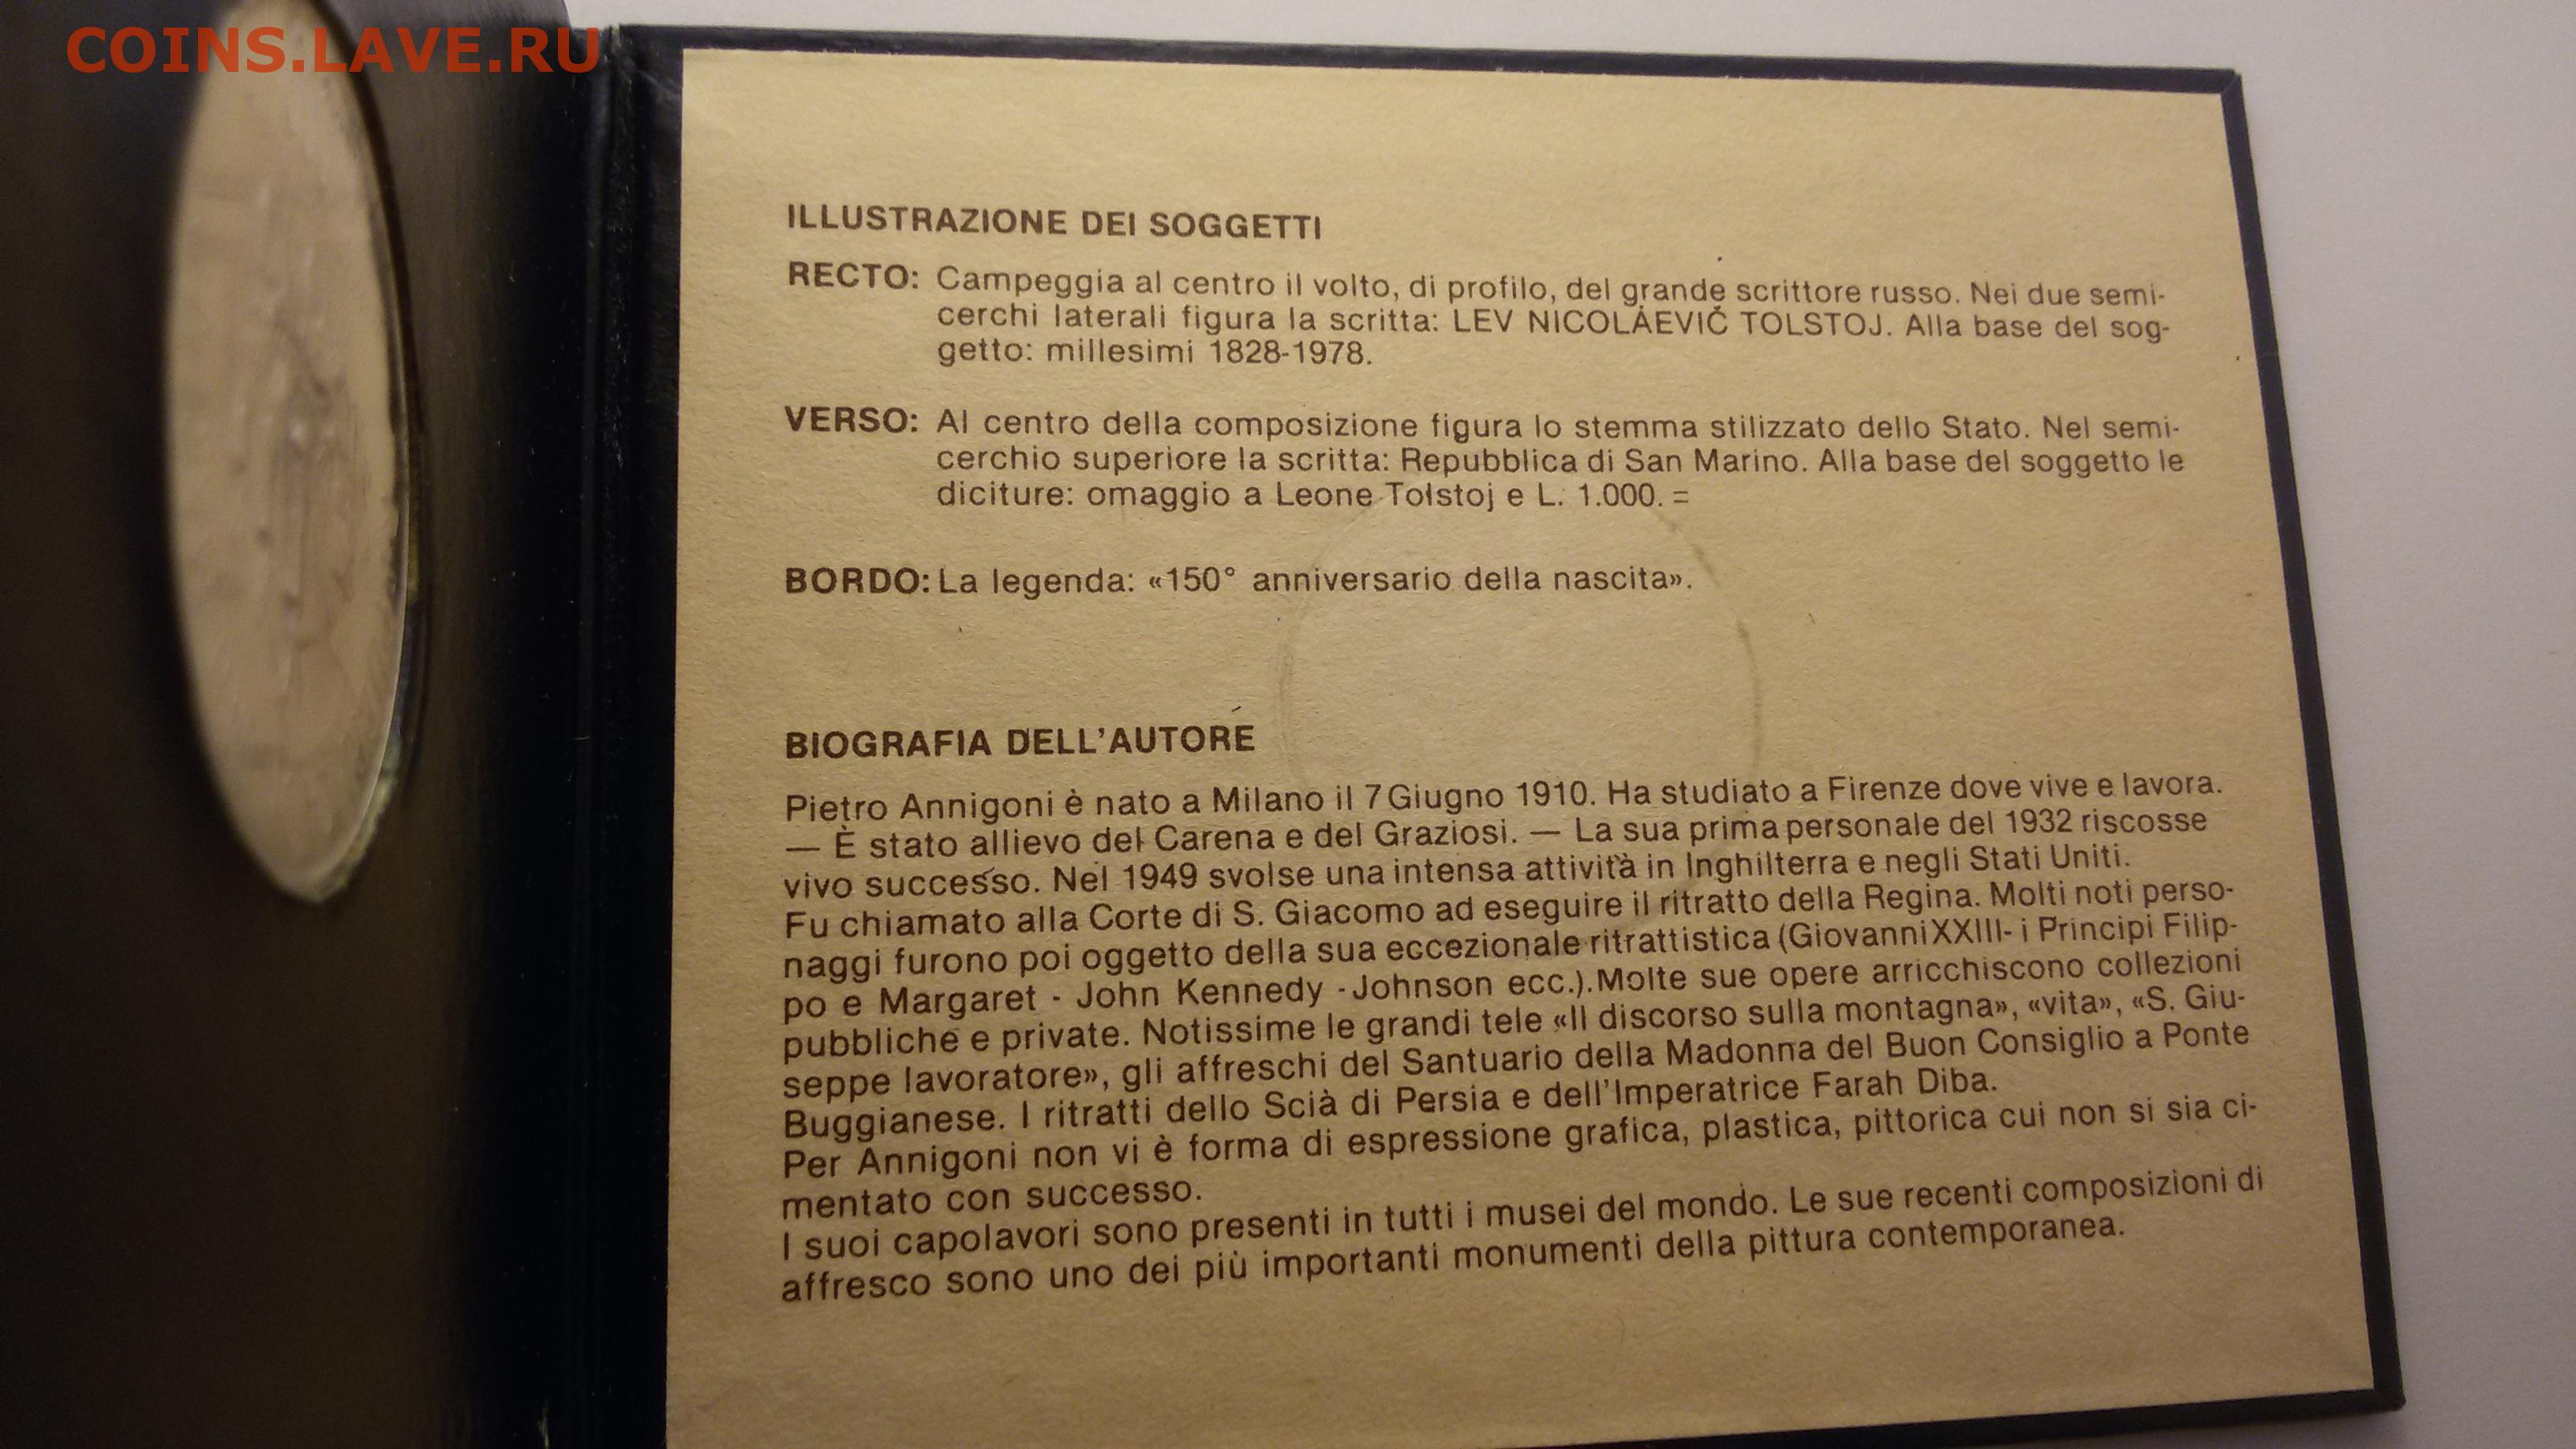 COINS.LAVE.RU
ILLUSTRAZIONE DEI SOGGETTI
RECTO: Campeggia al centro il volto, di profilo, del grande scrittore russo. Nei due semi-
cerchi laterali figura la scritta: LEV NICOLÁEVIČ TOLSTOJ. Alla base del sog-
getto: millesimi 1828-1978.
VERSO: Al centro della composizione figura lo stemma stilizzato dello Stato. Nel semi-
cerchio superiore la scritta: Repubblica di San Marino. Alla base del soggetto le
diciture: omaggio a Leone Tolstoj e L. 1.000. =
BORDO: La legenda: «150° anniversario della nascita».
BIOGRAFIA DELL'AUTORE
Pietro Annigoni è nato a Milano il 7 Giugno 1910. Ha studiato a Firenze dove vive e lavora.
— È stato allievo del Carena e del Graziosi. — La sua prima personale del 1932 riscosse
vivo successo. Nel 1949 svolse una intensa attività in Inghilterra e negli Stati Uniti.
Fu chiamato alla Corte di S. Giacomo ad eseguire il ritratto della Regina. Molti noti perso-
naggi furono poi oggetto della sua eccezionale ritrattistica (Giovanni XXIII- i Principi Filip-
po e Margaret - John Kennedy - Johnson ecc.). Molte sue opere arricchiscono collezioni
pubbliche e private. Notissime le grandi tele «Il discorso sulla montagna», «vita», «S. Giu-
seppe lavoratore», gli affreschi del Santuario della Madonna del Buon Consiglio a Ponte
Buggianese. I ritratti dello Scià di Persia e dell'Imperatrice Farah Diba.
Per Annigoni non vi è forma di espressione grafica, plastica, pittorica cui non si sia ci-
mentato con successo.
I suoi capolavori sono presenti in tutti i musei del mondo. Le sue recenti composizioni di
affresco sono uno dei più importanti monumenti della pittura contemporanea.